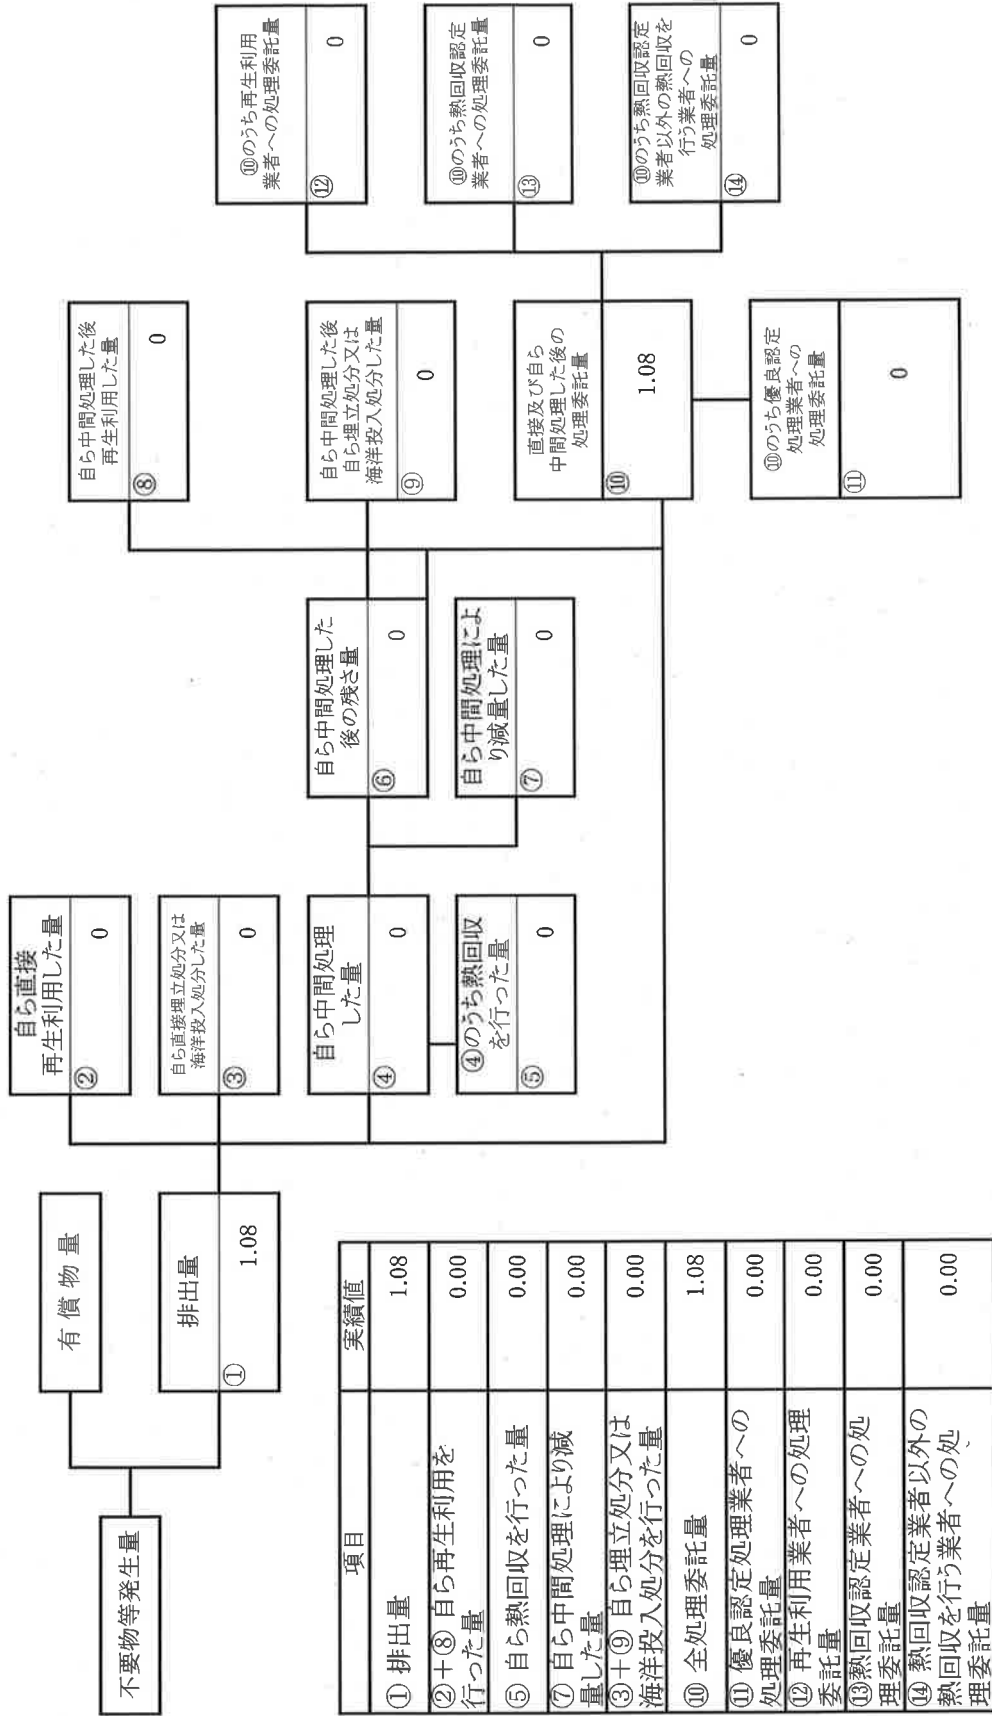 不要物等発生量
有償物量
排出量
①
1.08
自ら直接
再生利用した量
②
0
自ら直接埋立処分又は
海洋投入処分した量
③
0
自ら中間処理
した量
④
0
④のうち熱回収
を行った量
⑤
0
自ら中間処理した
後の残さ量
⑥
0
自ら中間処理によ
り減量した量
⑦
0
自ら中間処理した後
再生利用した量
⑧
0
自ら中間処理した後
自ら埋立処分又は
海洋投入処分した量
⑨
0
直接及び自ら
中間処理した後の
処理委託量
⑩
1.08
⑩のうち優良認定
処理業者への
処理委託量
⑪
0
⑩のうち再生利用
業者への処理委託量
⑫
0
⑩のうち熱回収認定
業者への処理委託量
⑬
0
⑩のうち熱回収認定
業者以外の熱回収を
行う業者への
処理委託量
⑭
0
項目 実績値
① 排出量 1.08
②+⑧ 自ら再生利用を
行った量 0.00
⑤ 自ら熱回収を行った量 0.00
⑦ 自ら中間処理により減
量した量 0.00
③+⑨ 自ら埋立処分又は
海洋投入処分を行った量 0.00
⑩ 全処理委託量 1.08
⑪ 優良認定処理業者への
処理委託量 0.00
⑫ 再生利用業者への処理
委託量 0.00
⑬熱回収認定業者への処
理委託量 0.00
⑭ 熱回収認定業者以外の
熱回収を行う業者への処
理委託量 0.00